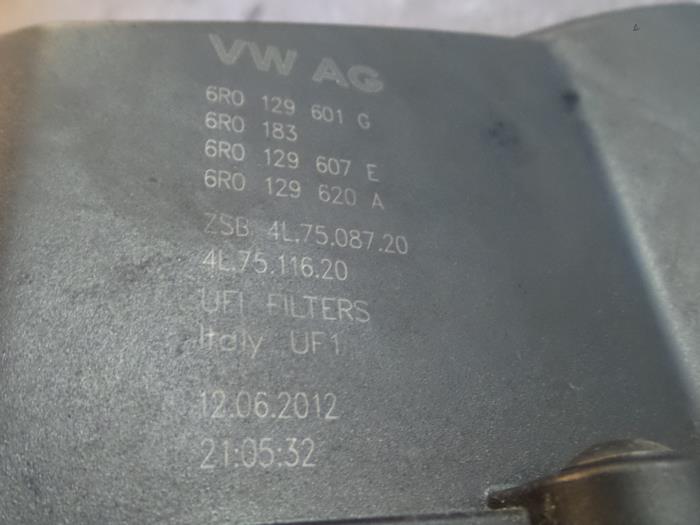 VW AG
6R0 129 601 G
6R0 183
6R0 129 607 E
6R0 129 620 A
ZSB 4L.75.087.20
4L.75.116.20
UFI FILTERS
Italy UF1
12.06.2012
21:05:32